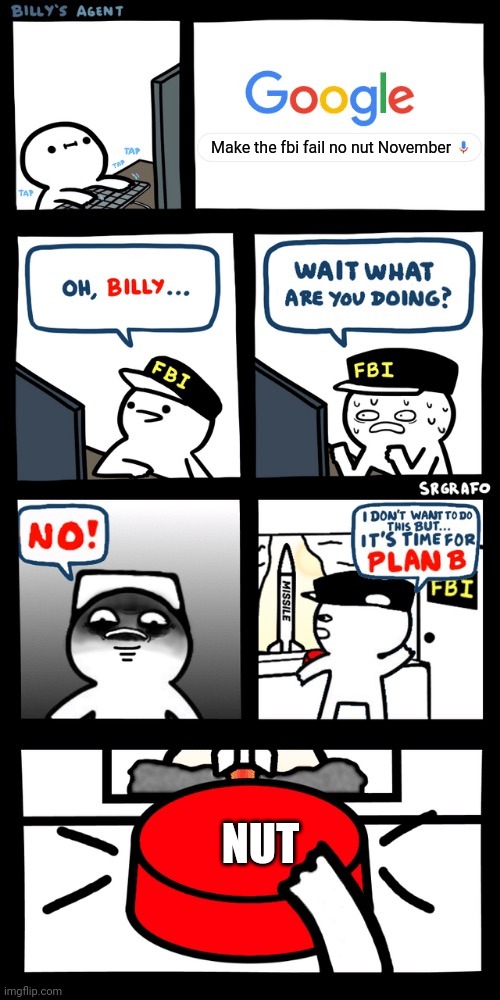 BILLY'S AGENT
TAP
TAP
TAP
Google
Make the fbi fail no nut November
OH, BILLY...
FBI
WAIT WHAT
ARE YOU DOING?
FBI
SRGRAFO
NO!
I DON'T WANT TO DO
THIS BUT...
IT'S TIME FOR
PLAN B
FBI
MISSILE
NUT
imgflip.com